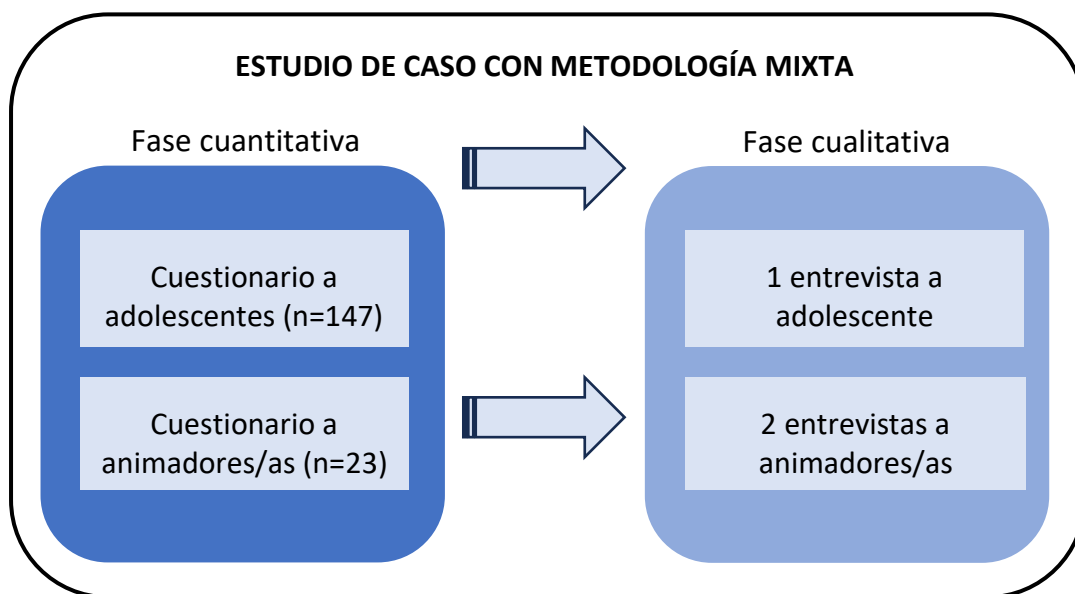 ESTUDIO DE CASO CON METODOLOGÍA MIXTA
Fase cuantitativa
Cuestionario a
adolescentes (n=147)
Cuestionario a
animadores/as (n=23)
Fase cualitativa
1 entrevista a
adolescente
2 entrevistas a
animadores/as